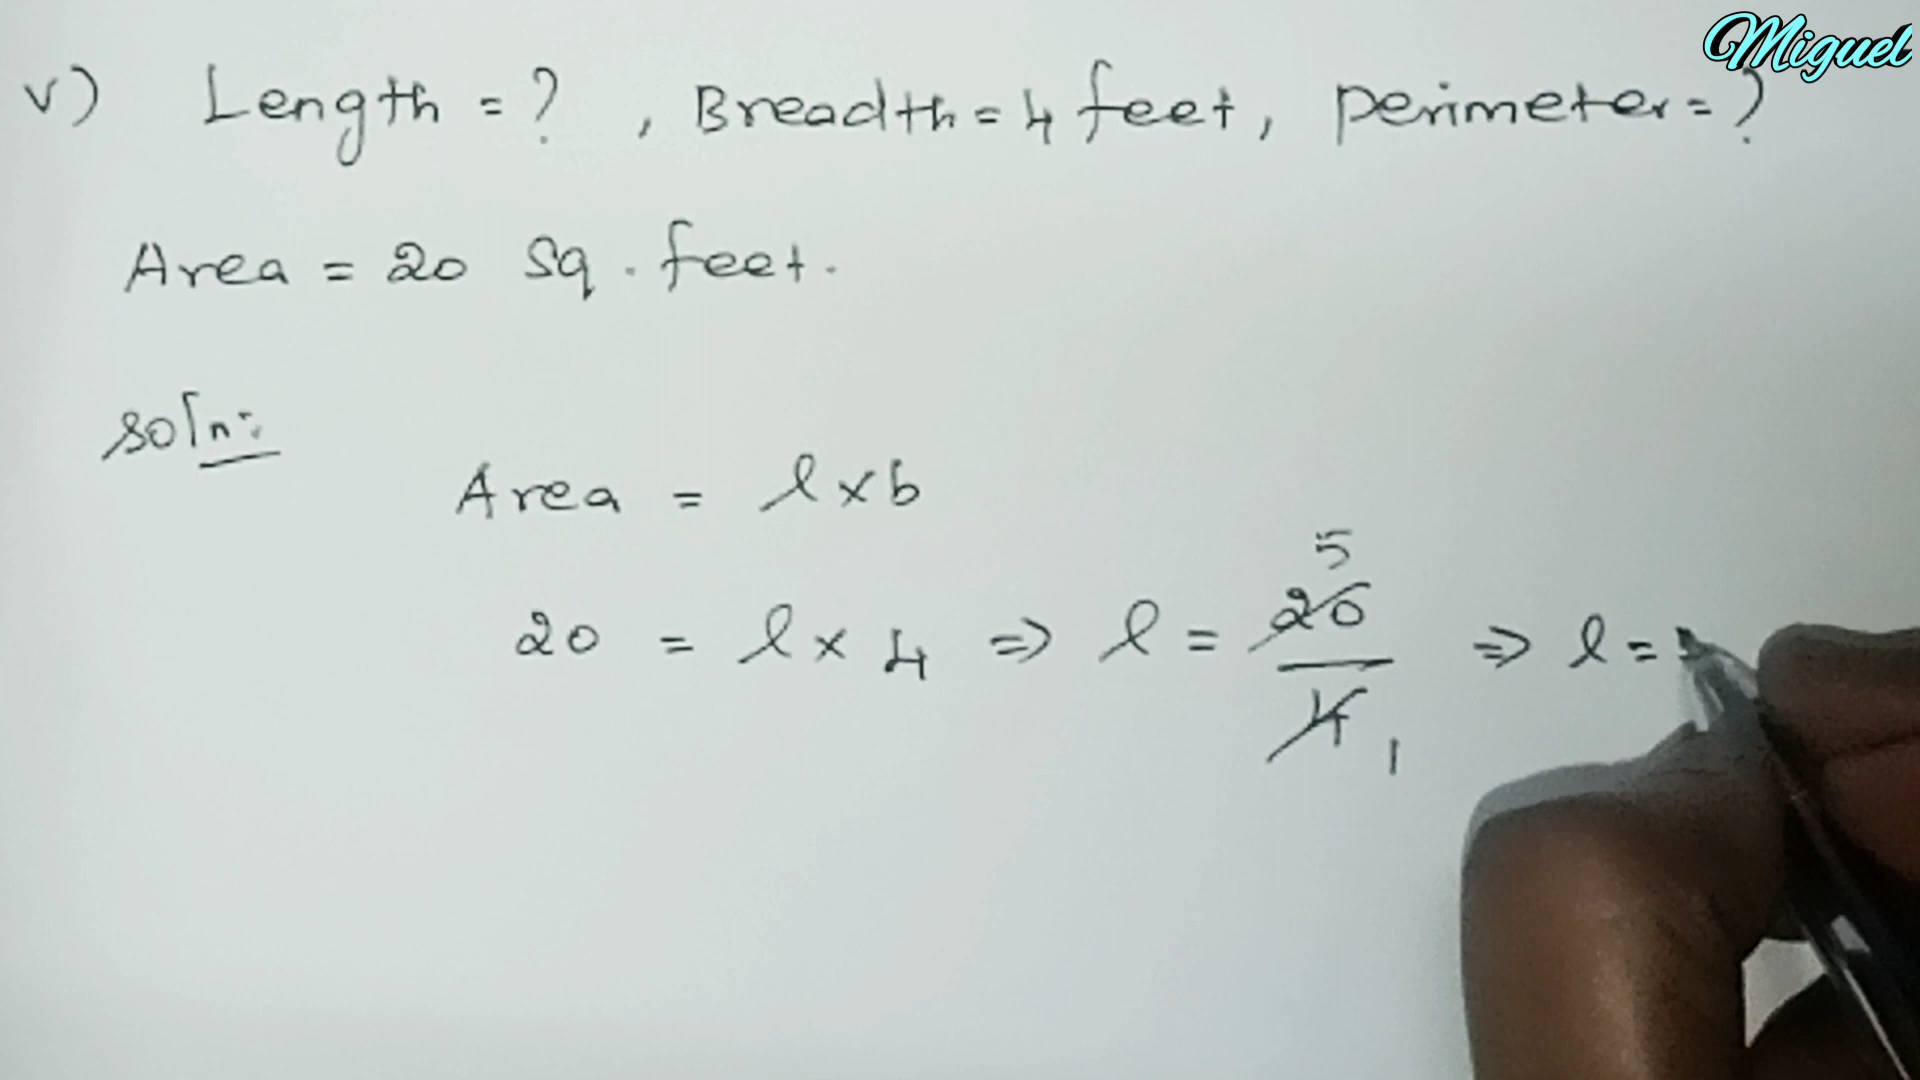 Miguel
v) Length = ?, Breadth = 4 feet, Perimeter = ?
Area = 20 sq. feet.
Soln:
Area = l × b
5
20 = l × 4 ⇒ l = 20 ⇒ l =
4 1